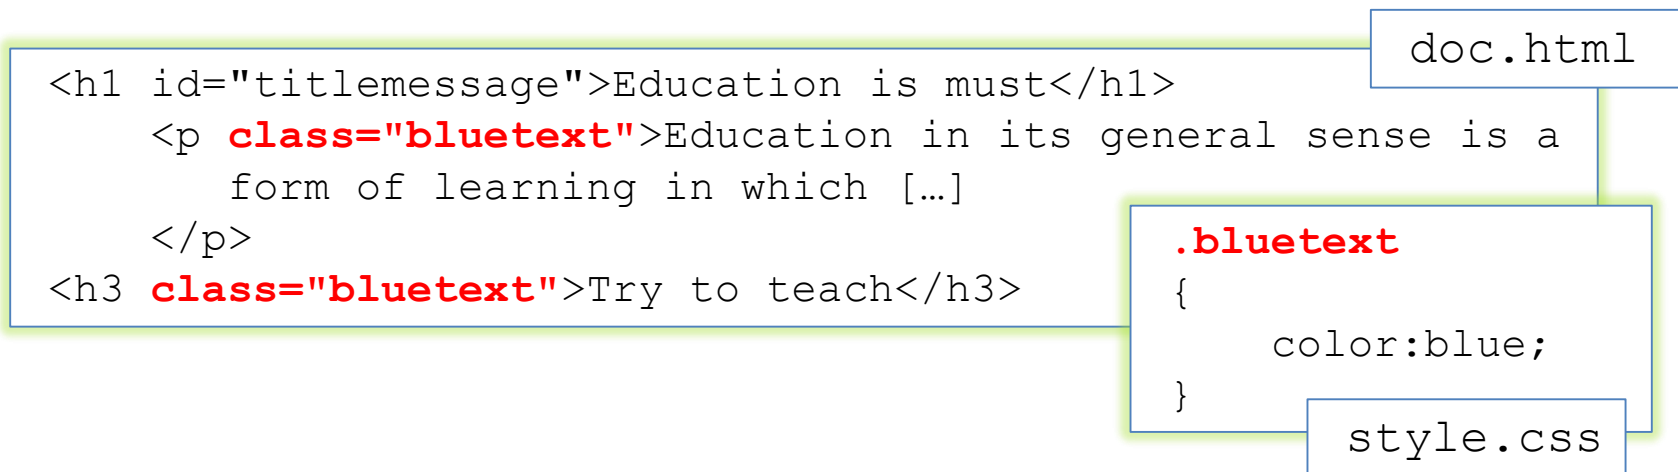 doc.html
<h1 id="titlemessage">Education is must</h1>
<p class="bluetext">Education in its general sense is a
form of learning in which […]
</p>
<h3 class="bluetext">Try to teach</h3>
.bluetext
{
color:blue;
}
style.css